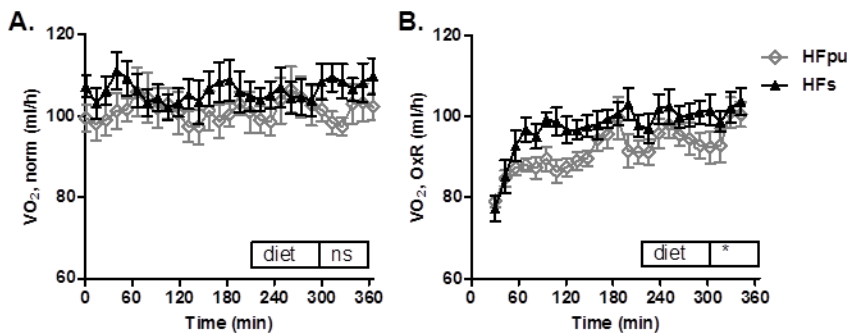 A.
VO₂, norm (ml/h)
120
100
80
60
0 60 120 180 240 300 360
Time (min)
diet ns
B.
VO₂, OxR (ml/h)
120
100
80
60
0 60 120 180 240 300 360
Time (min)
diet *
HFpu
HFs